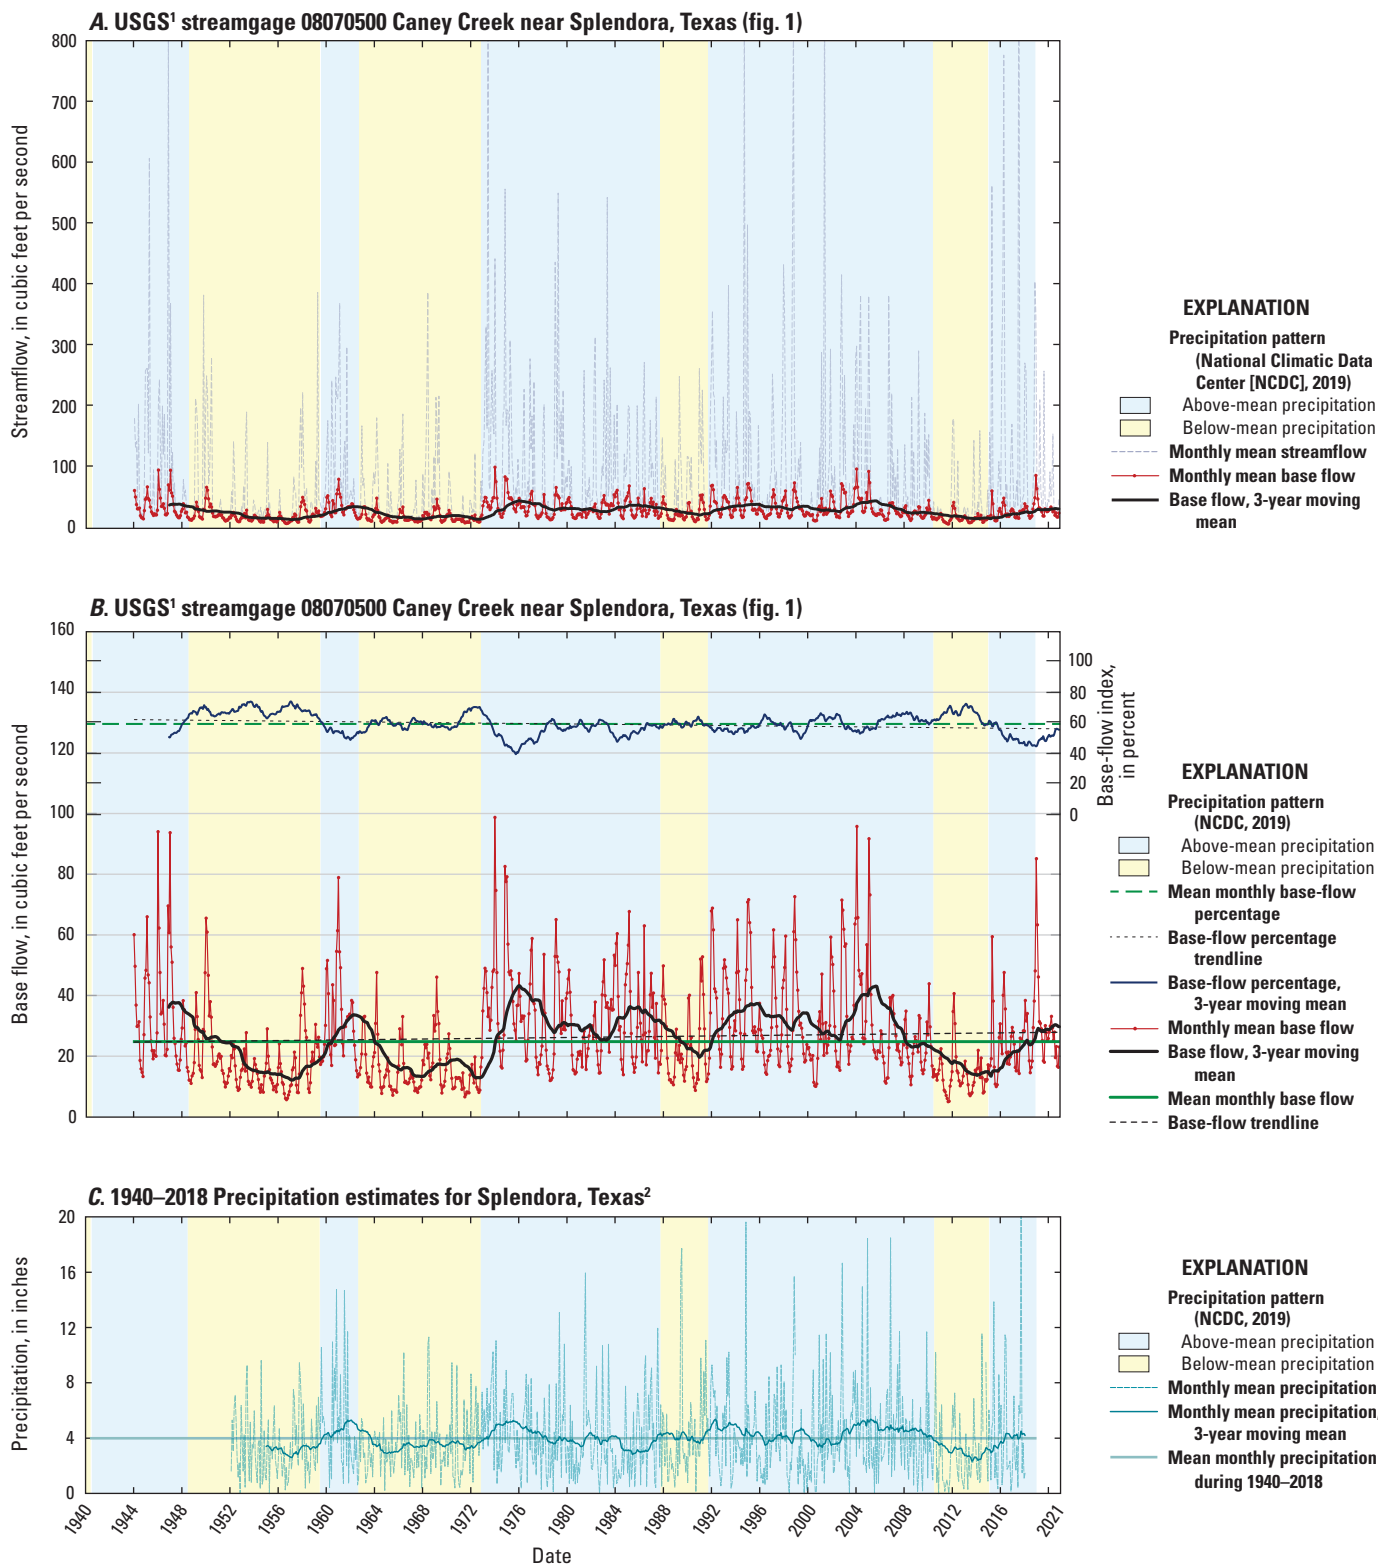 A. USGS¹ streamgage 08070500 Caney Creek near Splendora, Texas (fig. 1)
Streamflow, in cubic feet per second
800
700
600
500
400
300
200
100
0
EXPLANATION
Precipitation pattern
(National Climatic Data
Center [NCDC], 2019)
Above-mean precipitation
Below-mean precipitation
Monthly mean streamflow
Monthly mean base flow
Base flow, 3-year moving
mean
B. USGS¹ streamgage 08070500 Caney Creek near Splendora, Texas (fig. 1)
Base flow, in cubic feet per second
160
140
120
100
80
60
40
20
0
100
80
60
40
20
0
Base-flow index,
in percent
EXPLANATION
Precipitation pattern
(NCDC, 2019)
Above-mean precipitation
Below-mean precipitation
Mean monthly base-flow
percentage
Base-flow percentage
trendline
Base-flow percentage,
3-year moving mean
Monthly mean base flow
Base flow, 3-year moving
mean
Mean monthly base flow
Base-flow trendline
C. 1940–2018 Precipitation estimates for Splendora, Texas²
Precipitation, in inches
20
16
12
8
4
0
1940
1944
1948
1952
1956
1960
1964
1968
1972
1976
1980
1984
1988
1992
1996
2000
2004
2008
2012
2016
2021
Date
EXPLANATION
Precipitation pattern
(NCDC, 2019)
Above-mean precipitation
Below-mean precipitation
Monthly mean precipitation
Monthly mean precipitation,
3-year moving mean
Mean monthly precipitation
during 1940–2018